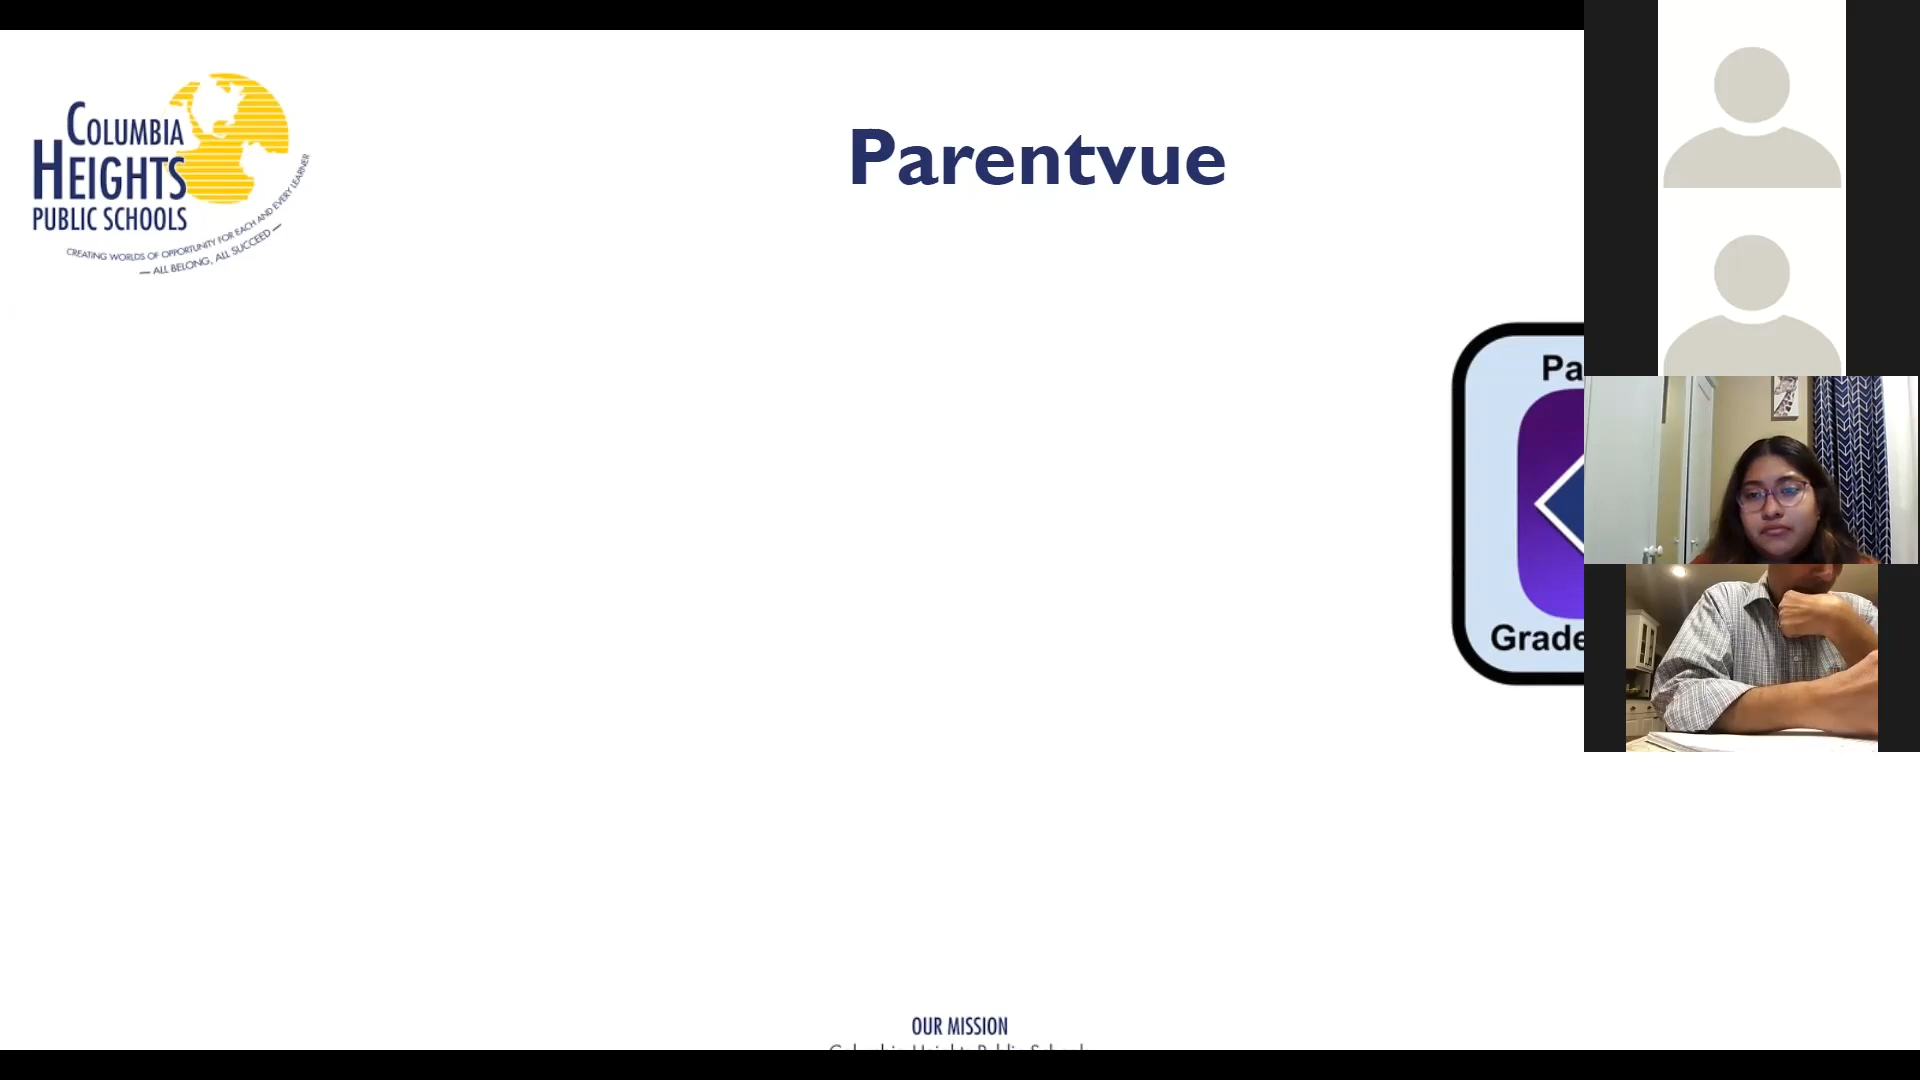 COLUMBIA
HEIGHTS
PUBLIC SCHOOLS
CREATING WORLDS OF OPPORTUNITY FOR EACH AND EVERY LEARNER
— ALL BELONG, ALL SUCCEED —
Parentvue
Pa
Grade
OUR MISSION